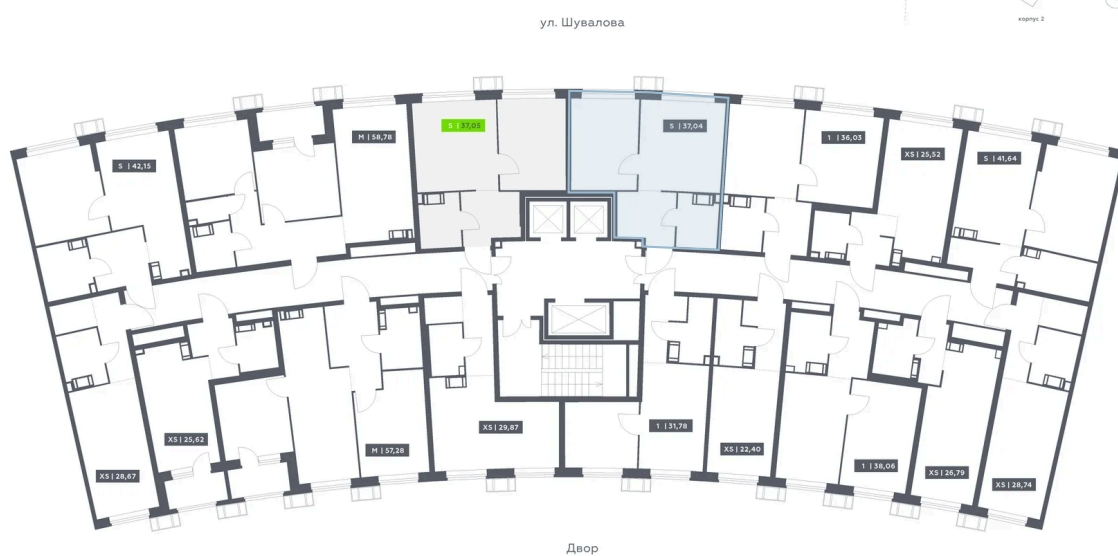 корпус 2
ул. Шувалова
S | 42,15
M | 58,78
S | 37,05
S | 37,04
1 | 36,03
XS | 25,52
S | 41,64
XS | 28,67
XS | 25,62
M | 57,28
XS | 29,87
1 | 31,78
XS | 22,40
1 | 38,06
XS | 26,79
XS | 28,74
Двор